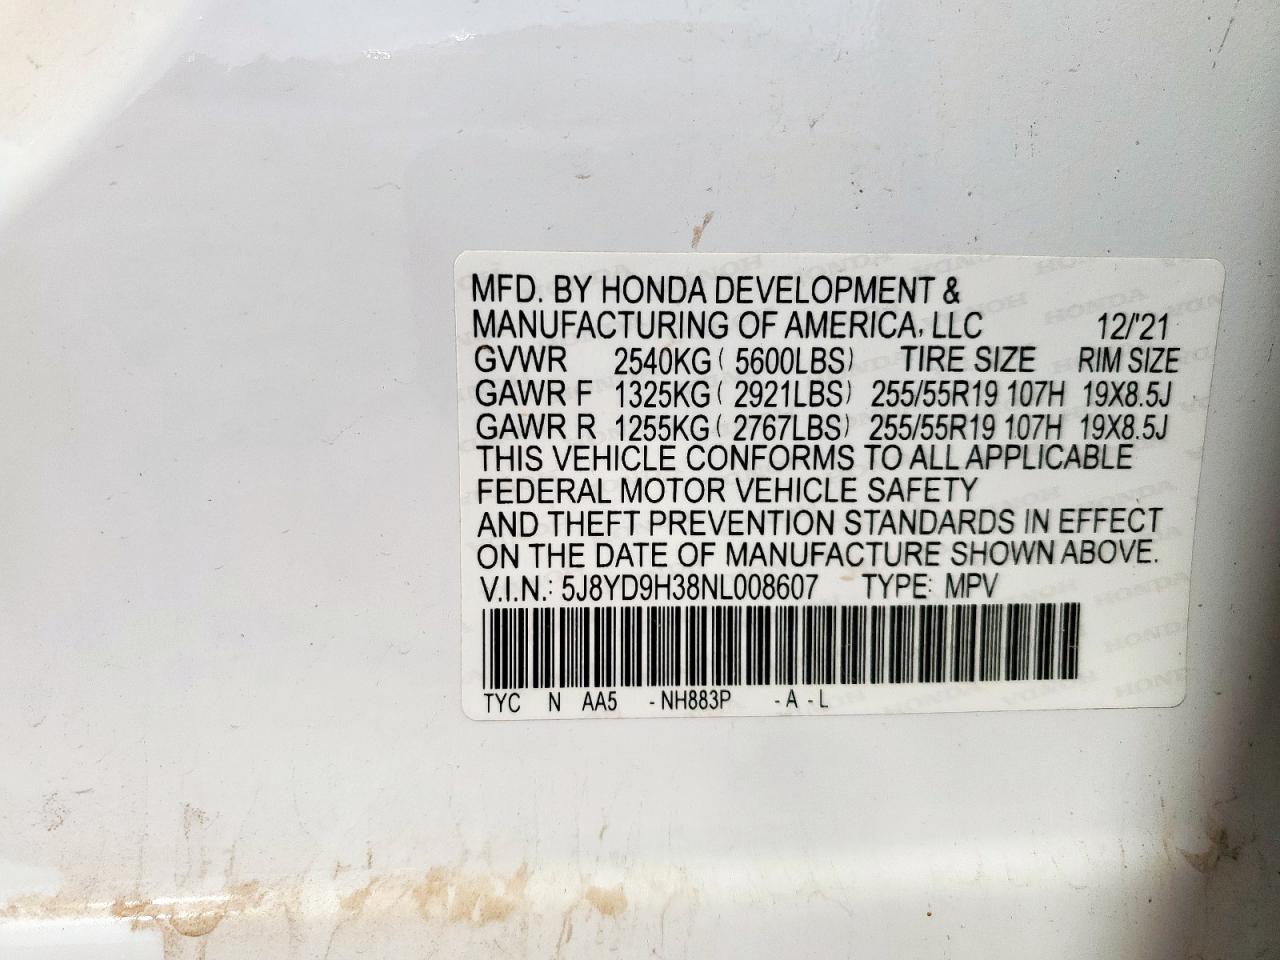 MFD. BY HONDA DEVELOPMENT &
MANUFACTURING OF AMERICA, LLC 12/'21
GVWR 2540KG ( 5600LBS) TIRE SIZE RIM SIZE
GAWR F 1325KG ( 2921LBS) 255/55R19 107H 19X8.5J
GAWR R 1255KG ( 2767LBS) 255/55R19 107H 19X8.5J
THIS VEHICLE CONFORMS TO ALL APPLICABLE
FEDERAL MOTOR VEHICLE SAFETY
AND THEFT PREVENTION STANDARDS IN EFFECT
ON THE DATE OF MANUFACTURE SHOWN ABOVE.
V.I.N.: 5J8YD9H38NL008607 TYPE: MPV
TYC N AA5 - NH883P - A - L